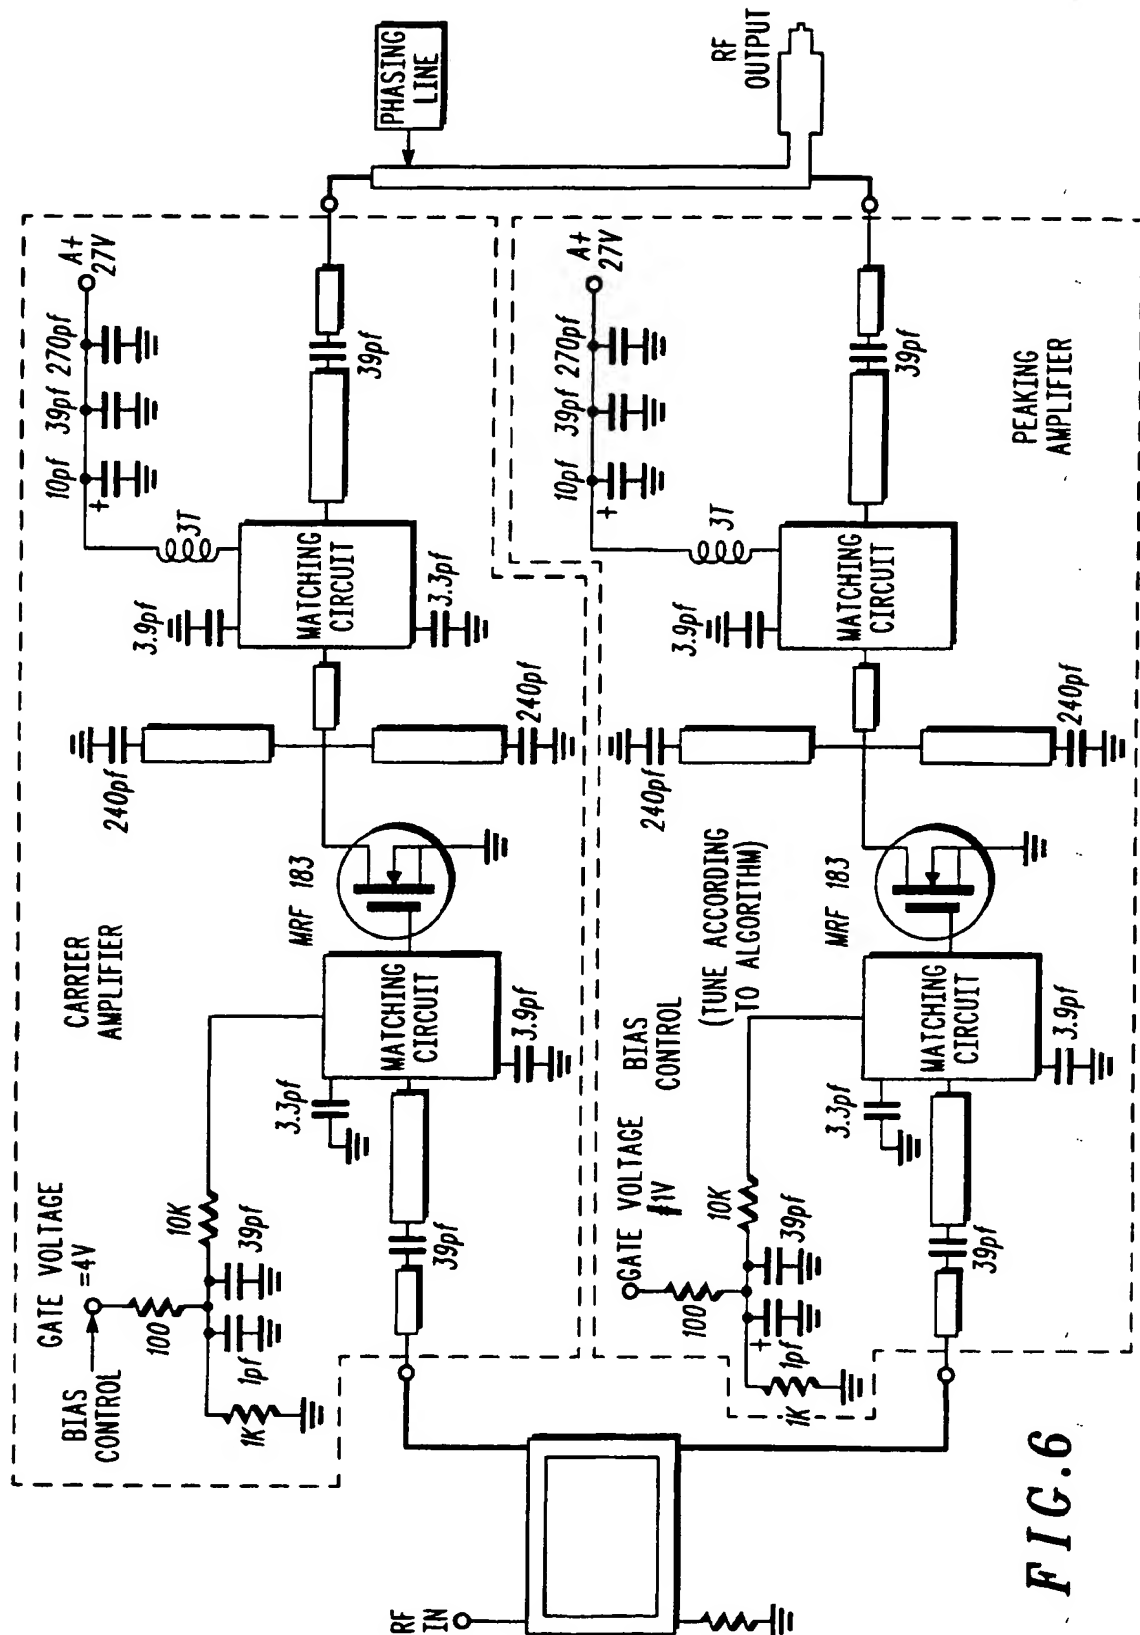 PHASING
LINE
RF
OUTPUT
A+
27V
270pf
39pf
10pf
+
3T
39pf
MATCHING
CIRCUIT
3.9pf
3.3pf
240pf
240pf
MRF 183
CARRIER
AMPLIFIER
MATCHING
CIRCUIT
3.9pf
3.3pf
10K
39pf
GATE VOLTAGE
=4V
39pf
100
1pf
BIAS
CONTROL
1K
A+
27V
270pf
39pf
10pf
+
3T
39pf
PEAKING
AMPLIFIER
MATCHING
CIRCUIT
3.9pf
240pf
240pf
MRF 183
(TUNE ACCORDING
TO ALGORITHM)
BIAS
CONTROL
MATCHING
CIRCUIT
3.9pf
3.3pf
GATE VOLTAGE
1V
10K
39pf
39pf
100
+
1pf
1K
RF
IN
FIG.6